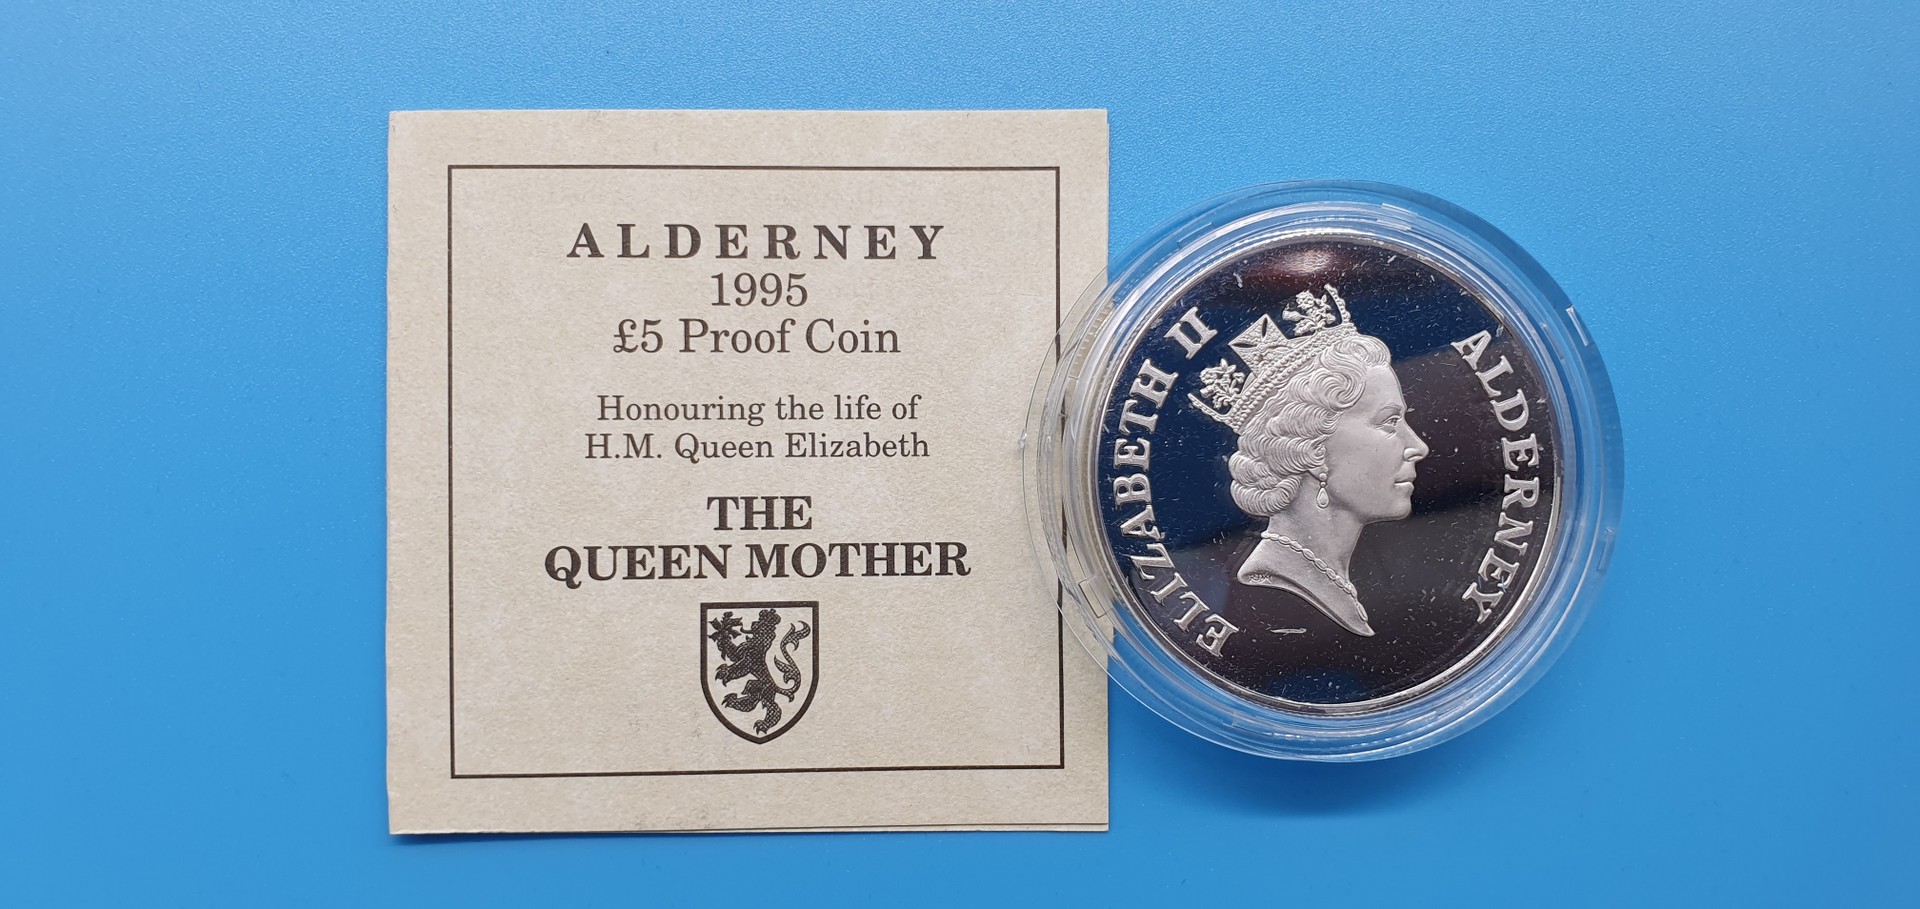 ALDERNEY
1995
£5 Proof Coin
Honouring the life of
H.M. Queen Elizabeth
THE
QUEEN MOTHER
ELIZABETH II
ALDERNEY